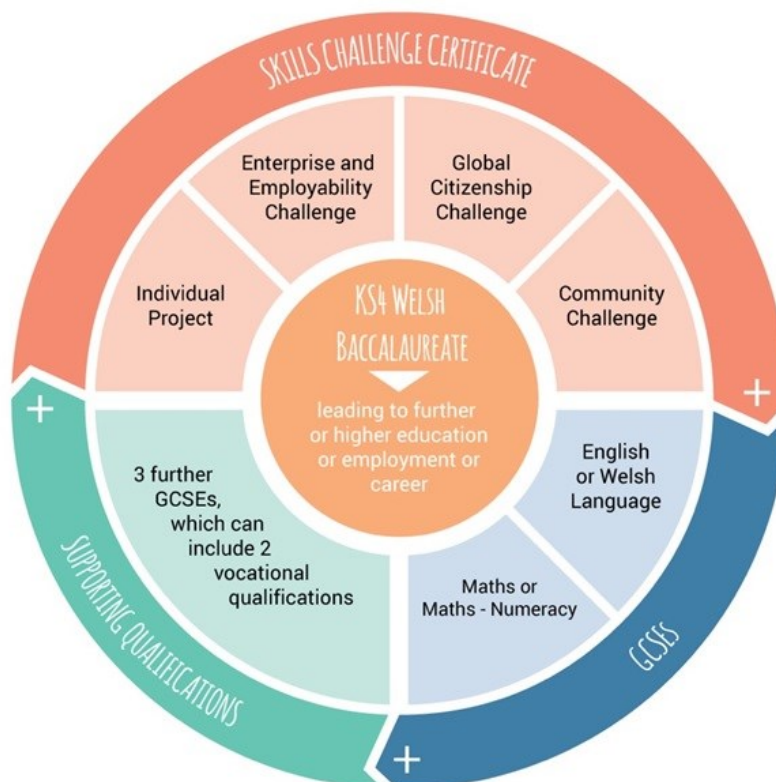 SKILLS CHALLENGE CERTIFICATE
Enterprise and
Employability
Challenge
Global
Citizenship
Challenge
Individual
Project
Community
Challenge
KS4 WELSH
BACCALAUREATE
leading to further
or higher education
or employment or
career
+
+
English
or Welsh
Language
3 further
GCSEs,
which can
include 2
vocational
qualifications
Maths or
Maths - Numeracy
SUPPORTING QUALIFICATIONS
GCSES
+